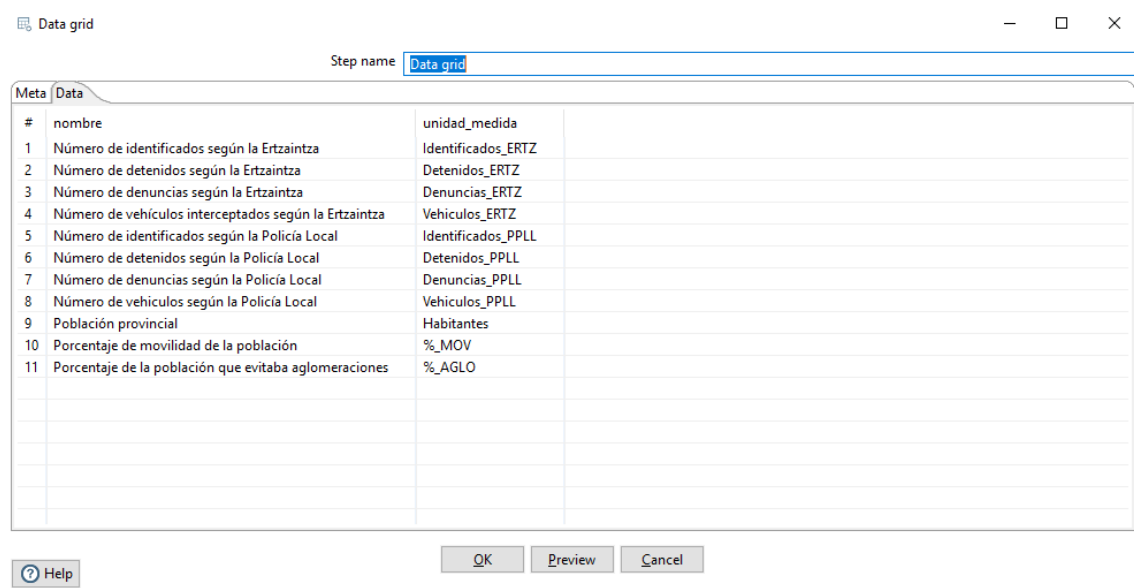 Data grid
Step name Data grid
Meta Data
# nombre unidad_medida
1 Número de identificados según la Ertzaintza Identificados_ERTZ
2 Número de detenidos según la Ertzaintza Detenidos_ERTZ
3 Número de denuncias según la Ertzaintza Denuncias_ERTZ
4 Número de vehículos interceptados según la Ertzaintza Vehiculos_ERTZ
5 Número de identificados según la Policía Local Identificados_PPLL
6 Número de detenidos según la Policía Local Detenidos_PPLL
7 Número de denuncias según la Policía Local Denuncias_PPLL
8 Número de vehiculos según la Policía Local Vehiculos_PPLL
9 Población provincial Habitantes
10 Porcentaje de movilidad de la población %_MOV
11 Porcentaje de la población que evitaba aglomeraciones %_AGLO
OK Preview Cancel
Help